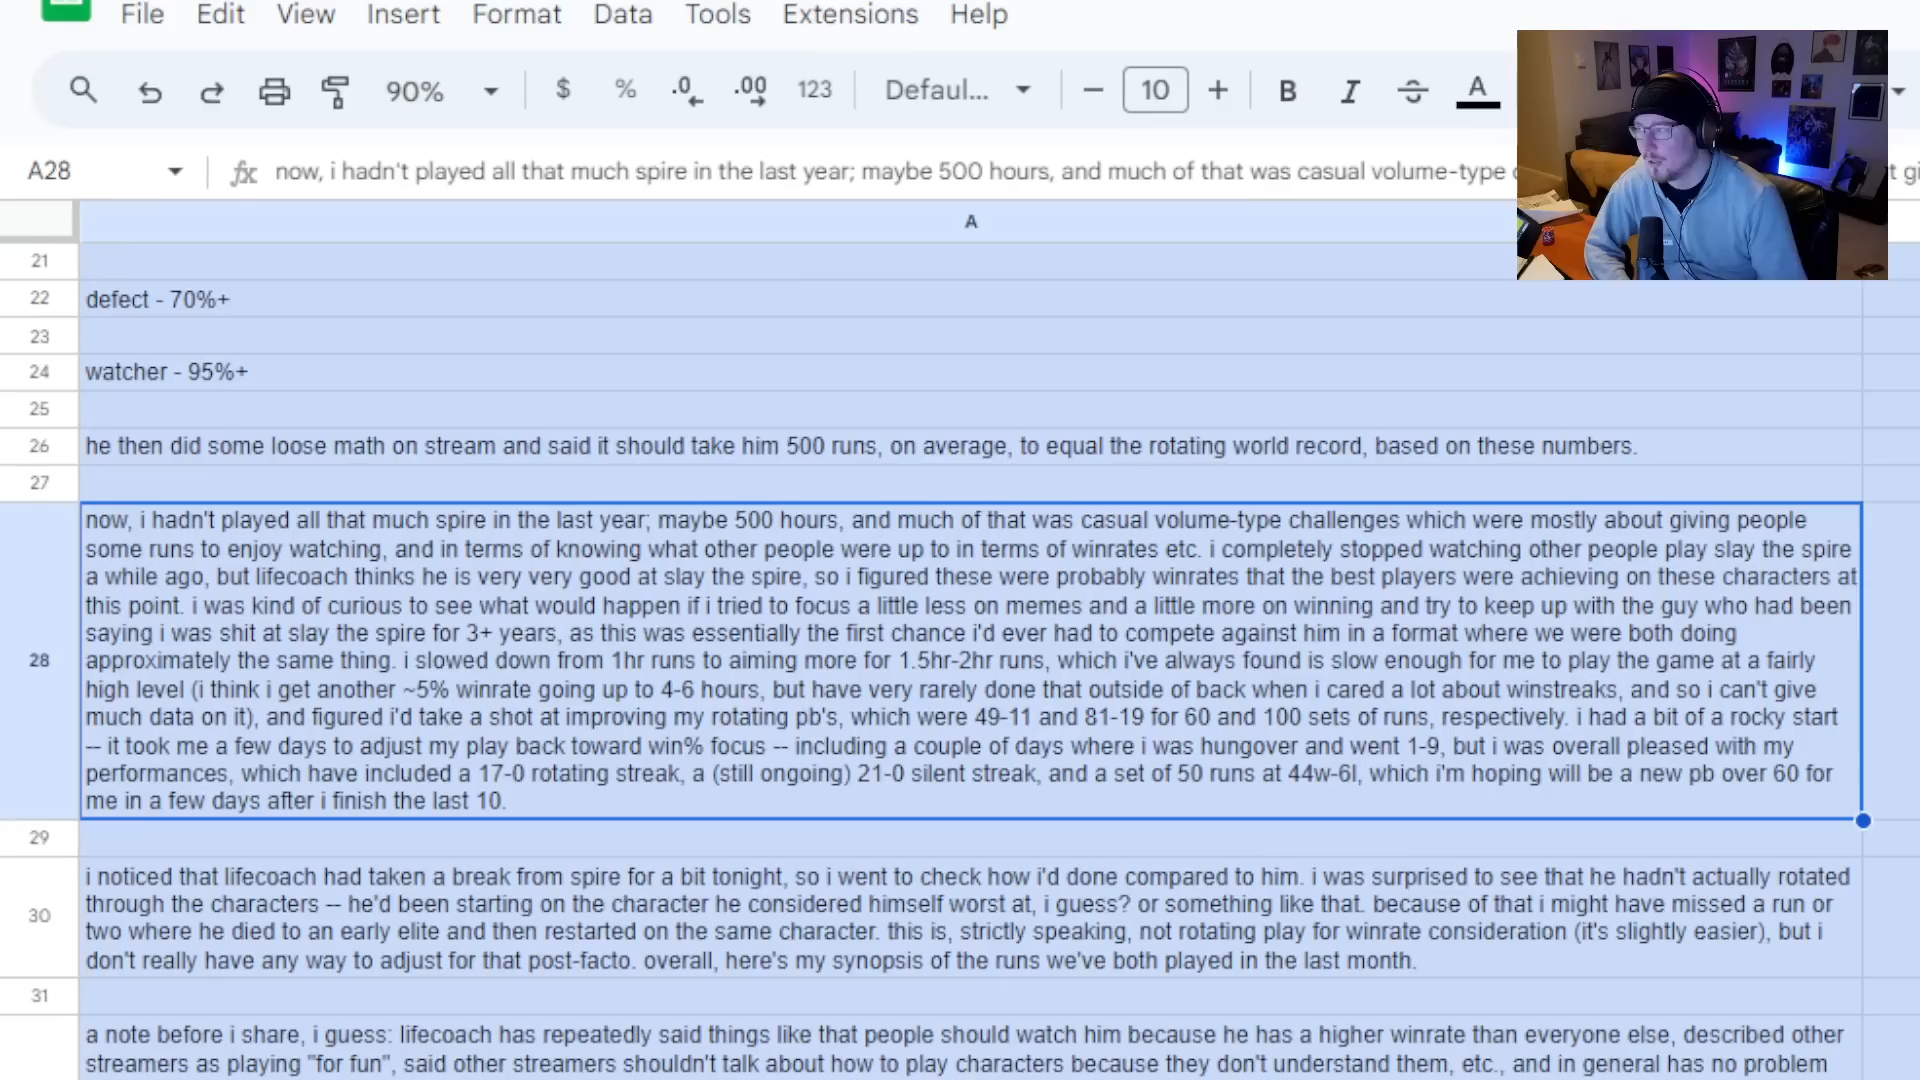 File Edit View Insert Format Data Tools Extensions Help
90% $ % .0 .00 123 Defaul... − 10 + B I S A
A28 fx now, i hadn't played all that much spire in the last year; maybe 500 hours, and much of that was casual volume-type
A
21
22 defect - 70%+
23
24 watcher - 95%+
25
26 he then did some loose math on stream and said it should take him 500 runs, on average, to equal the rotating world record, based on these numbers.
27
now, i hadn't played all that much spire in the last year; maybe 500 hours, and much of that was casual volume-type challenges which were mostly about giving people
some runs to enjoy watching, and in terms of knowing what other people were up to in terms of winrates etc. i completely stopped watching other people play slay the spire
a while ago, but lifecoach thinks he is very very good at slay the spire, so i figured these were probably winrates that the best players were achieving on these characters at
this point. i was kind of curious to see what would happen if i tried to focus a little less on memes and a little more on winning and try to keep up with the guy who had been
saying i was shit at slay the spire for 3+ years, as this was essentially the first chance i'd ever had to compete against him in a format where we were both doing
28 approximately the same thing. i slowed down from 1hr runs to aiming more for 1.5hr-2hr runs, which i've always found is slow enough for me to play the game at a fairly
high level (i think i get another ~5% winrate going up to 4-6 hours, but have very rarely done that outside of back when i cared a lot about winstreaks, and so i can't give
much data on it), and figured i'd take a shot at improving my rotating pb's, which were 49-11 and 81-19 for 60 and 100 sets of runs, respectively. i had a bit of a rocky start
-- it took me a few days to adjust my play back toward win% focus -- including a couple of days where i was hungover and went 1-9, but i was overall pleased with my
performances, which have included a 17-0 rotating streak, a (still ongoing) 21-0 silent streak, and a set of 50 runs at 44w-6l, which i'm hoping will be a new pb over 60 for
me in a few days after i finish the last 10.
29
i noticed that lifecoach had taken a break from spire for a bit tonight, so i went to check how i'd done compared to him. i was surprised to see that he hadn't actually rotated
through the characters -- he'd been starting on the character he considered himself worst at, i guess? or something like that. because of that i might have missed a run or
30 two where he died to an early elite and then restarted on the same character. this is, strictly speaking, not rotating play for winrate consideration (it's slightly easier), but i
don't really have any way to adjust for that post-facto. overall, here's my synopsis of the runs we've both played in the last month.
31
a note before i share, i guess: lifecoach has repeatedly said things like that people should watch him because he has a higher winrate than everyone else, described other
streamers as playing "for fun", said other streamers shouldn't talk about how to play characters because they don't understand them, etc., and in general has no problem